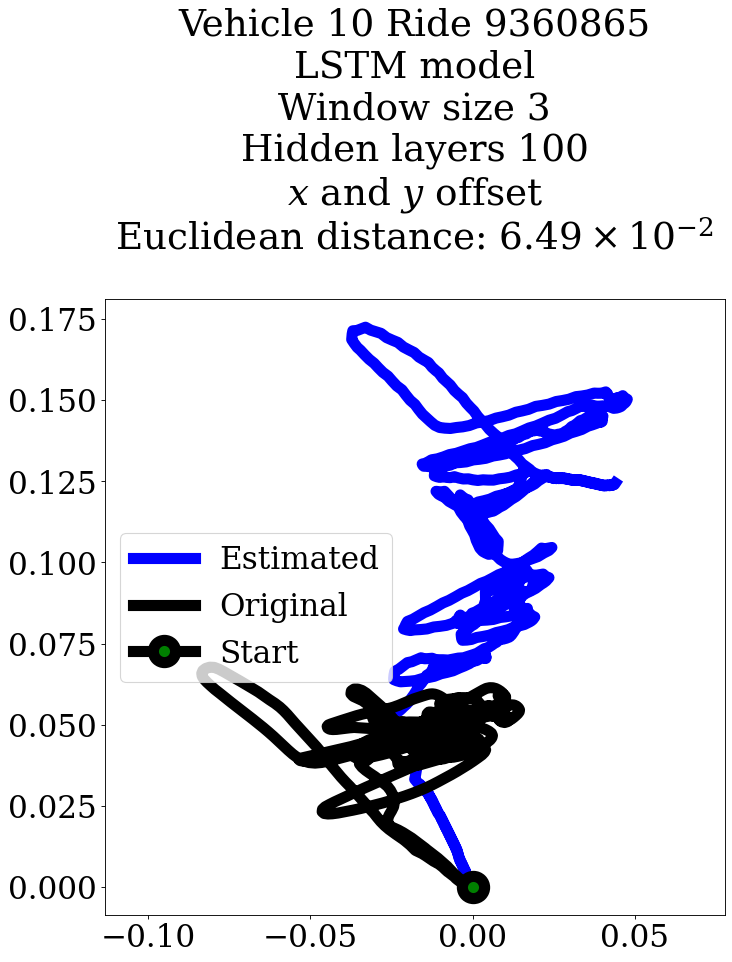 Vehicle 10 Ride 9360865
LSTM model
Window size 3
Hidden layers 100
x and y offset
Euclidean distance: 6.49 × 10⁻²
0.175
0.150
0.125
0.100
0.075
0.050
0.025
0.000
Estimated
Original
Start
−0.10
−0.05
0.00
0.05